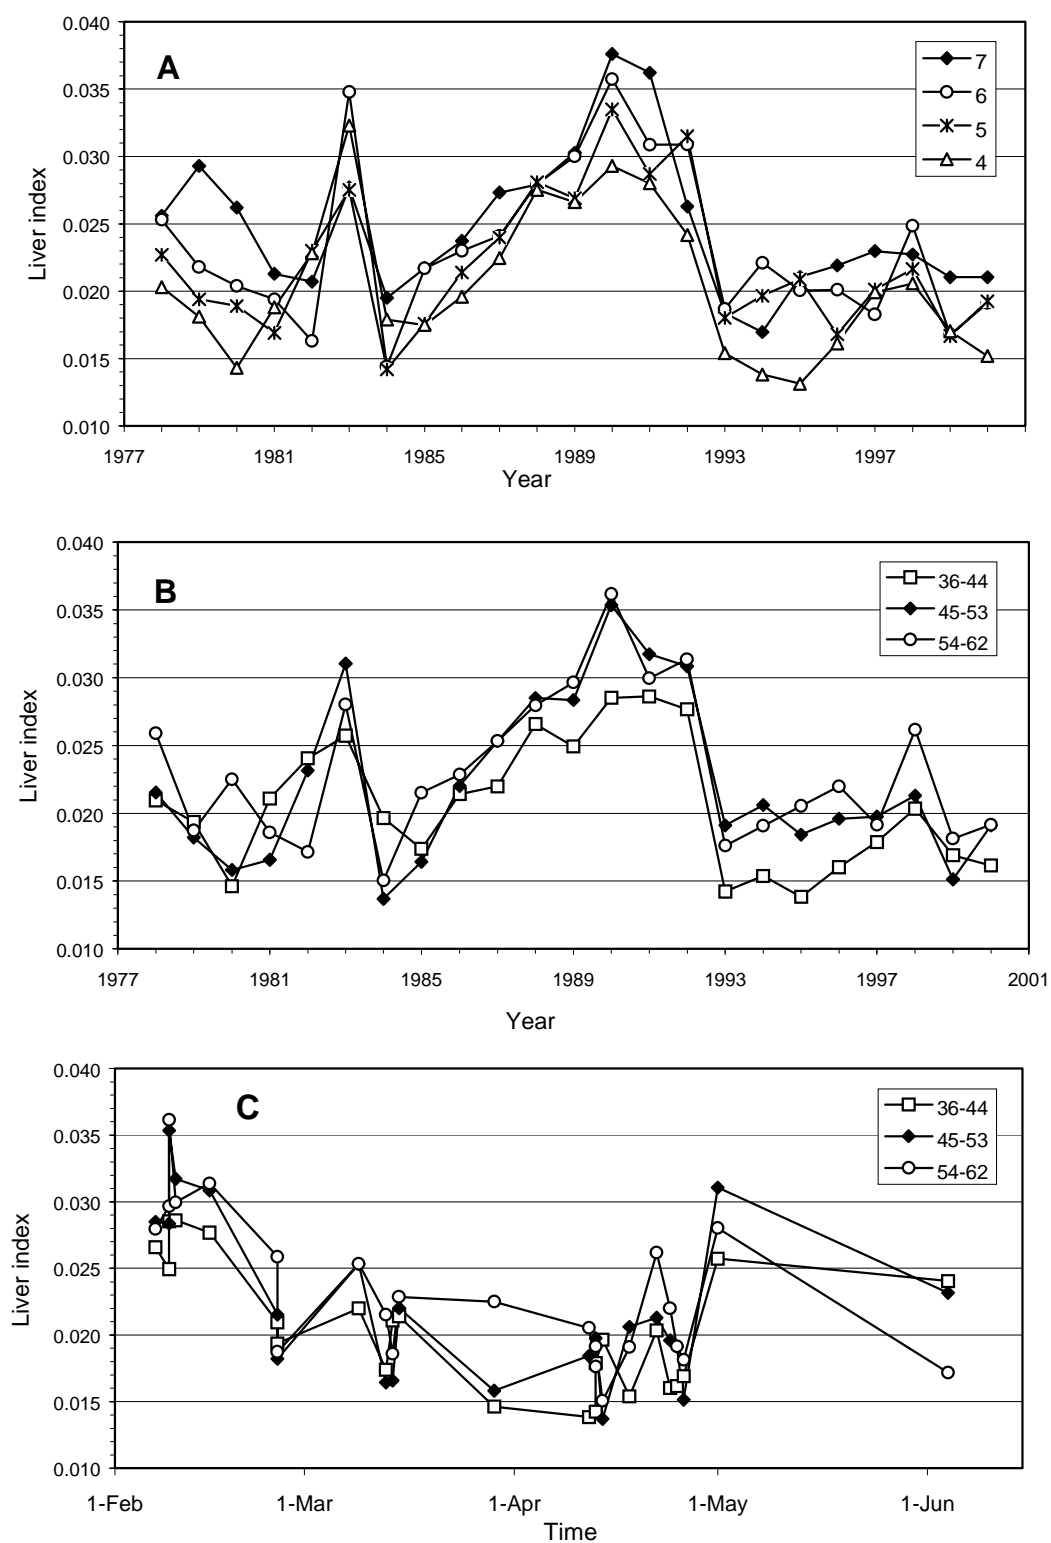 0.040
A
7
0.035
6
5
0.030
4
0.025
Liver index
0.020
0.015
0.010
1977 1981 1985 1989 1993 1997
Year
0.040
B
36-44
0.035
45-53
54-62
0.030
0.025
Liver index
0.020
0.015
0.010
1977 1981 1985 1989 1993 1997 2001
Year
0.040
C
36-44
0.035
45-53
54-62
0.030
0.025
Liver index
0.020
0.015
0.010
1-Feb 1-Mar 1-Apr 1-May 1-Jun
Time